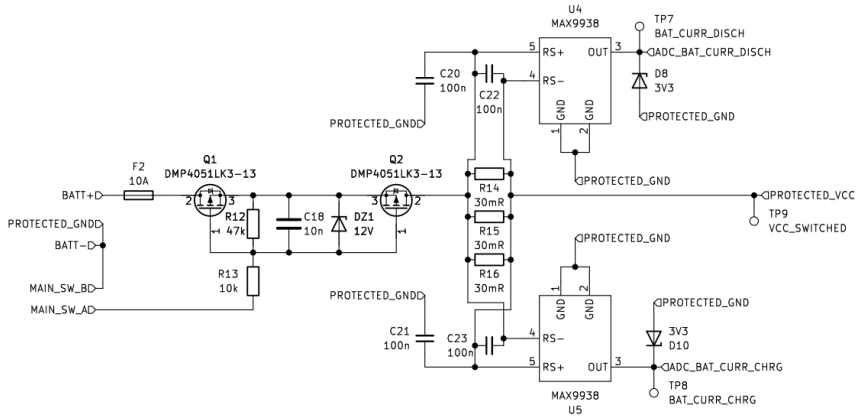 U4
MAX9938
TP7
BAT_CURR_DISCH
5 RS+ OUT 3 ADC_BAT_CURR_DISCH
C20
100n
C22
100n
4 RS-
D8
3V3
GND GND
1 2
PROTECTED_GND
PROTECTED_GND
PROTECTED_GND
F2
10A
Q1
DMP4051LK3-13
Q2
DMP4051LK3-13
BATT+
2 3
3 2
1
1
R12
47k
C18
10n
DZ1
12V
R14
30mR
R15
30mR
R16
30mR
PROTECTED_VCC
TP9
VCC_SWITCHED
PROTECTED_GND
BATT-
R13
10k
MAIN_SW_B
MAIN_SW_A
PROTECTED_GND
PROTECTED_GND
PROTECTED_GND
1 2
GND GND
C21
100n
C23
100n
4 RS-
5 RS+ OUT 3
3V3
D10
ADC_BAT_CURR_CHRG
TP8
BAT_CURR_CHRG
MAX9938
U5